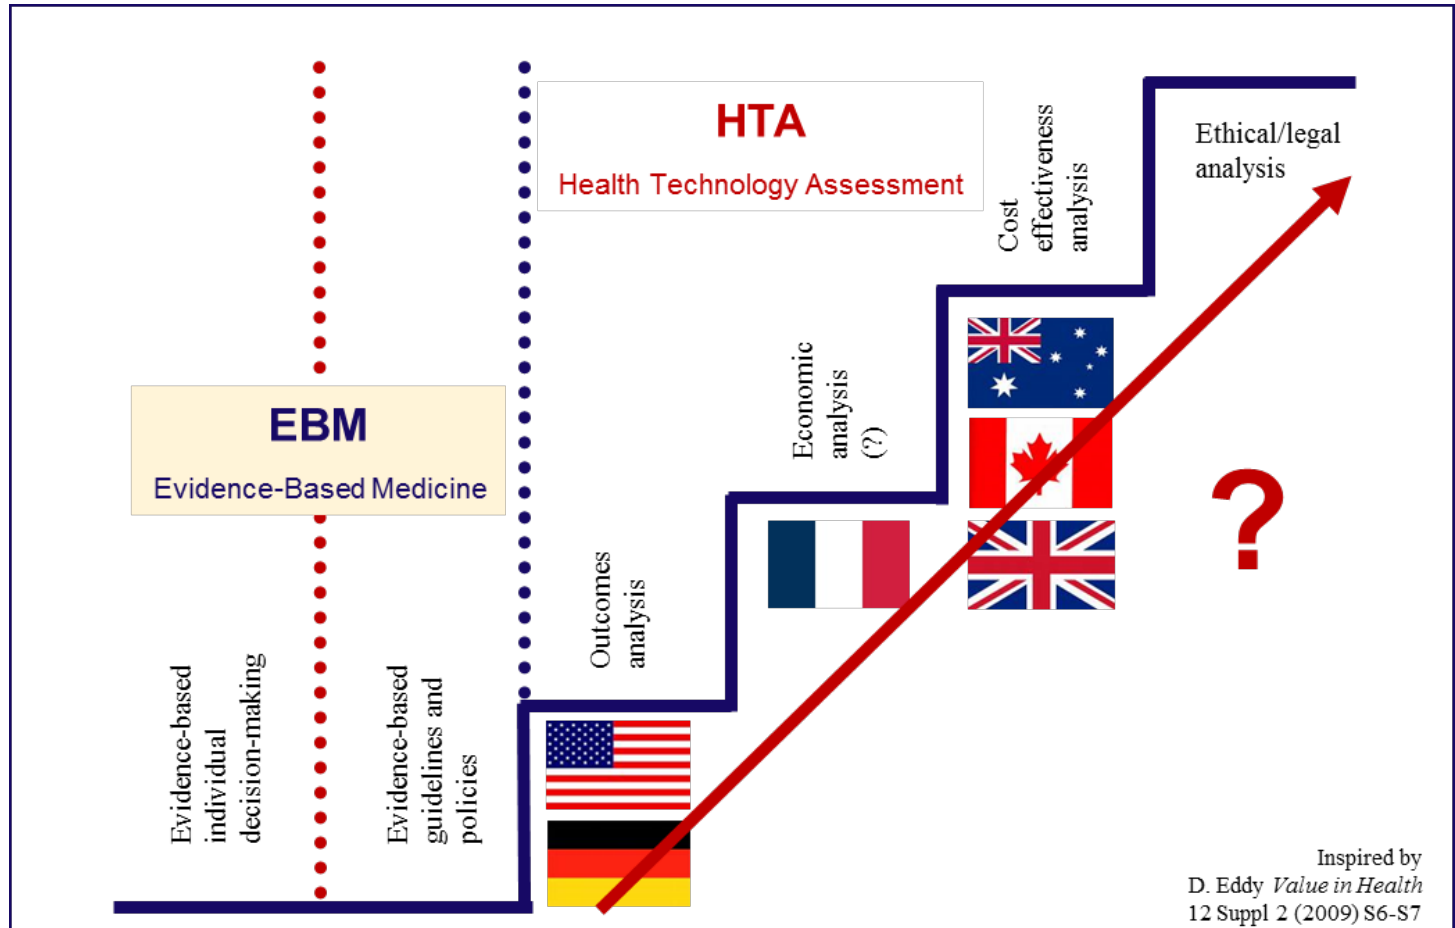 HTA
Health Technology Assessment
EBM
Evidence-Based Medicine
Evidence-based
individual
decision-making
Evidence-based
guidelines and
policies
Outcomes
analysis
Economic
analysis
(?)
Cost
effectiveness
analysis
Ethical/legal
analysis
?
Inspired by
D. Eddy Value in Health
12 Suppl 2 (2009) S6-S7